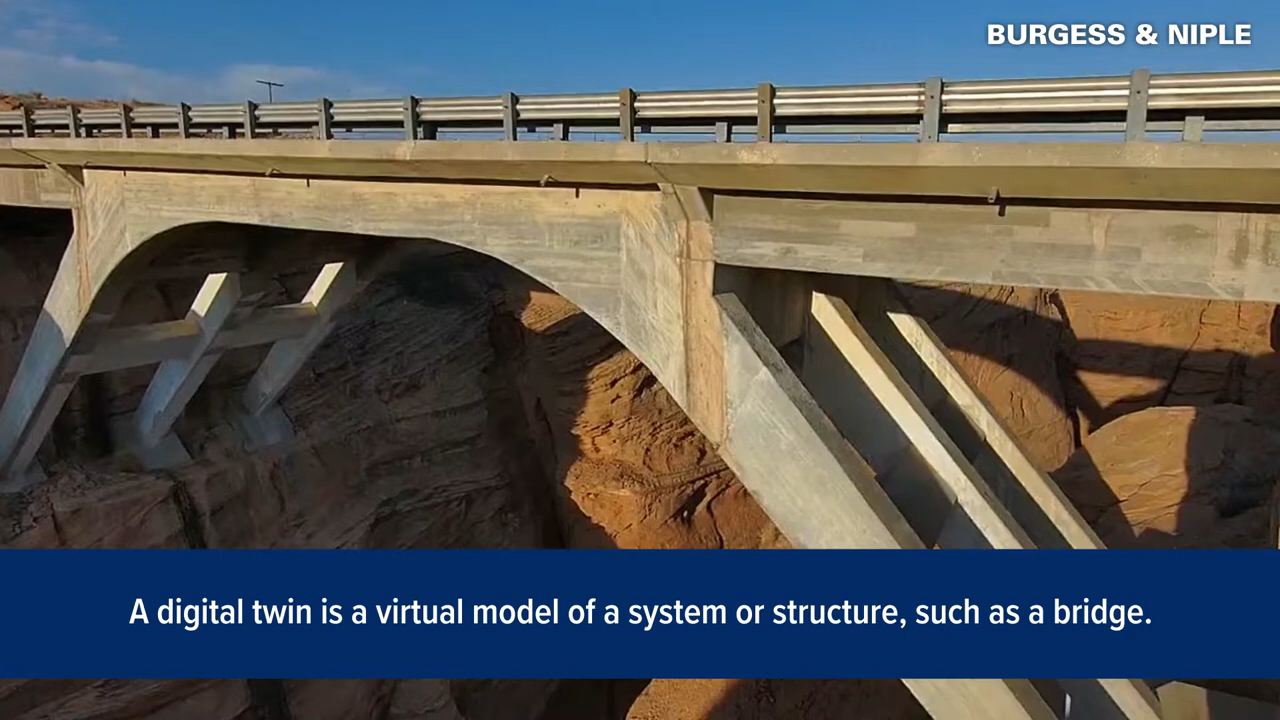 BURGESS & NIPLE
A digital twin is a virtual model of a system or structure, such as a bridge.